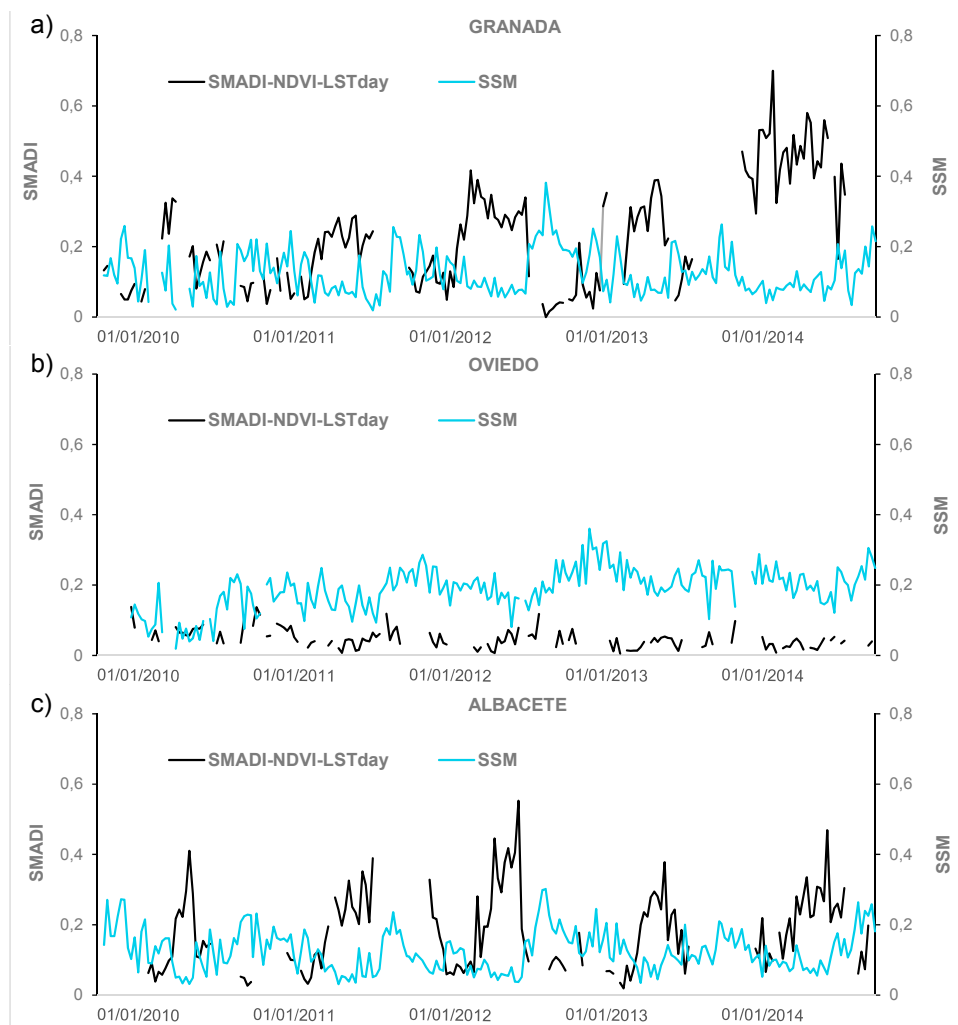 a)
GRANADA
0,8 0,8
SMADI-NDVI-LSTday SSM
0,6 0,6
SMADI
0,4 0,4
SSM
0,2 0,2
0 0
01/01/2010 01/01/2011 01/01/2012 01/01/2013 01/01/2014
b)
OVIEDO
0,8 0,8
SMADI-NDVI-LSTday SSM
0,6 0,6
SMADI
0,4 0,4
SSM
0,2 0,2
0 0
01/01/2010 01/01/2011 01/01/2012 01/01/2013 01/01/2014
c)
ALBACETE
0,8 0,8
SMADI-NDVI-LSTday SSM
0,6 0,6
SMADI
0,4 0,4
SSM
0,2 0,2
0 0
01/01/2010 01/01/2011 01/01/2012 01/01/2013 01/01/2014